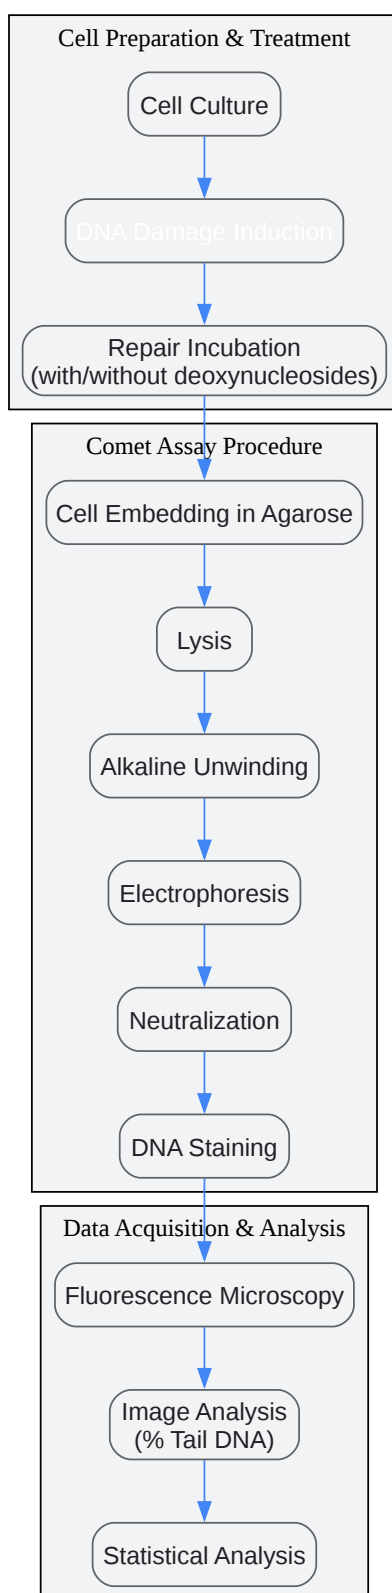 Cell Preparation & Treatment
Cell Culture
DNA Damage Induction
Repair Incubation
(with/without deoxynucleosides)
Comet Assay Procedure
Cell Embedding in Agarose
Lysis
Alkaline Unwinding
Electrophoresis
Neutralization
DNA Staining
Data Acquisition & Analysis
Fluorescence Microscopy
Image Analysis
(% Tail DNA)
Statistical Analysis